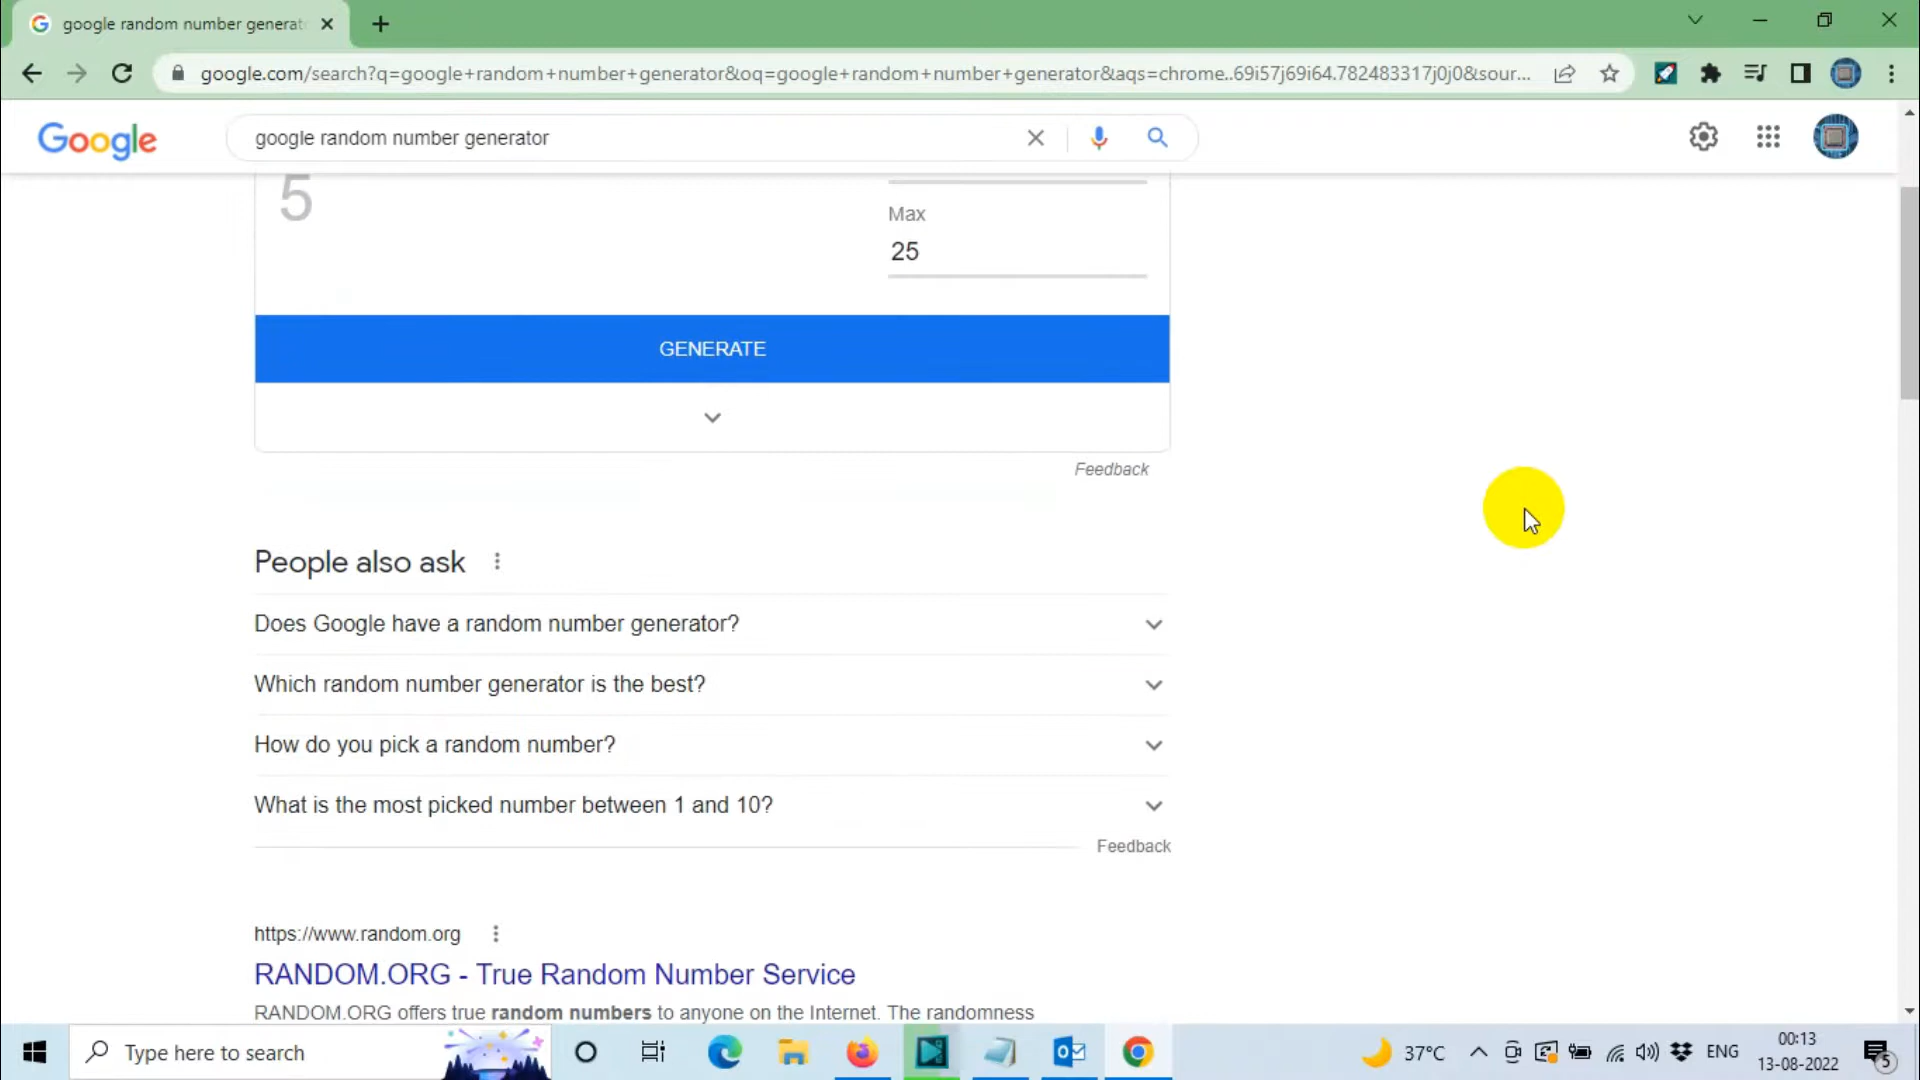 google random number generat
google.com/search?q=google+random+number+generator&oq=google+random+number+generator&aqs=chrome..69i57j69i64.782483317j0j0&sour...
Google
google random number generator
5
Max
25
GENERATE
Feedback
People also ask
Does Google have a random number generator?
Which random number generator is the best?
How do you pick a random number?
What is the most picked number between 1 and 10?
Feedback
https://www.random.org
RANDOM.ORG - True Random Number Service
RANDOM.ORG offers true random numbers to anyone on the Internet. The randomness
Type here to search
37°C
ENG
00:13
13-08-2022
5